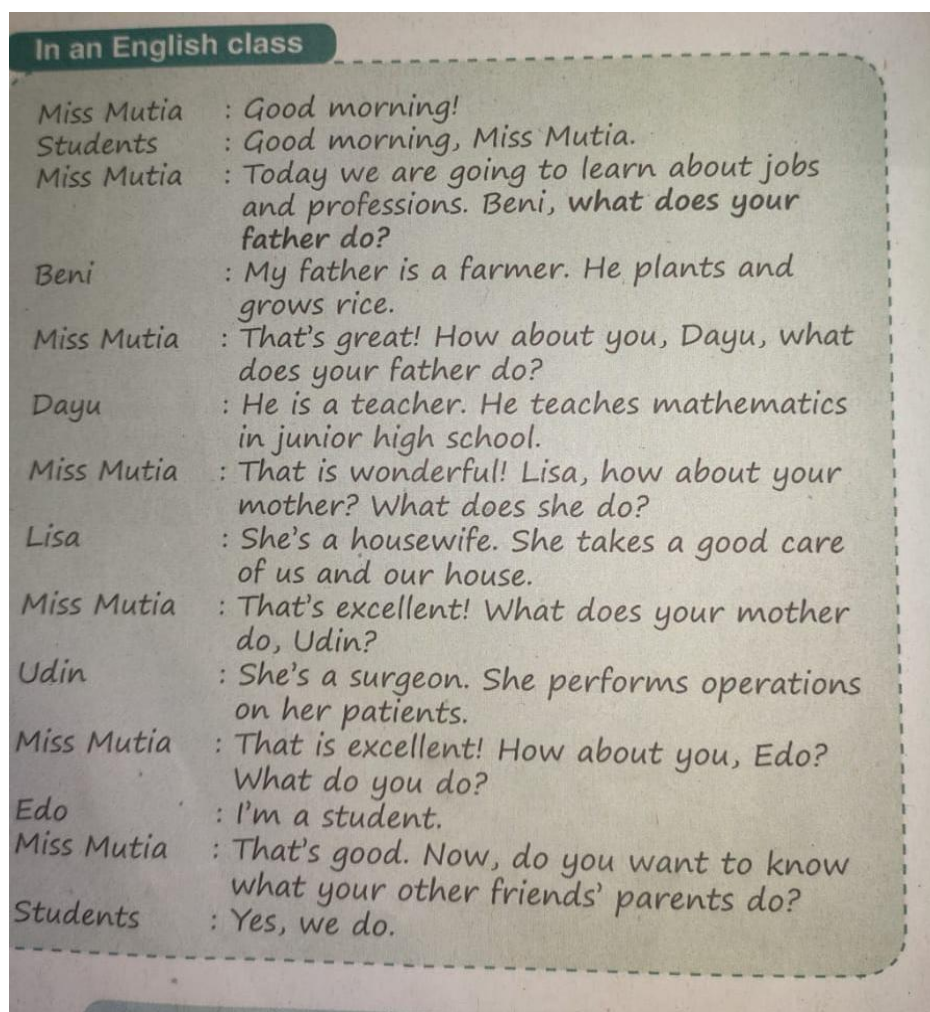 In an English class
Miss Mutia : Good morning!
Students : Good morning, Miss Mutia.
Miss Mutia : Today we are going to learn about jobs
and professions. Beni, what does your
father do?
Beni : My father is a farmer. He plants and
grows rice.
Miss Mutia : That's great! How about you, Dayu, what
does your father do?
Dayu : He is a teacher. He teaches mathematics
in junior high school.
Miss Mutia : That is wonderful! Lisa, how about your
mother? What does she do?
Lisa : She's a housewife. She takes a good care
of us and our house.
Miss Mutia : That's excellent! What does your mother
do, Udin?
Udin : She's a surgeon. She performs operations
on her patients.
Miss Mutia : That is excellent! How about you, Edo?
What do you do?
Edo : I'm a student.
Miss Mutia : That's good. Now, do you want to know
what your other friends' parents do?
Students : Yes, we do.